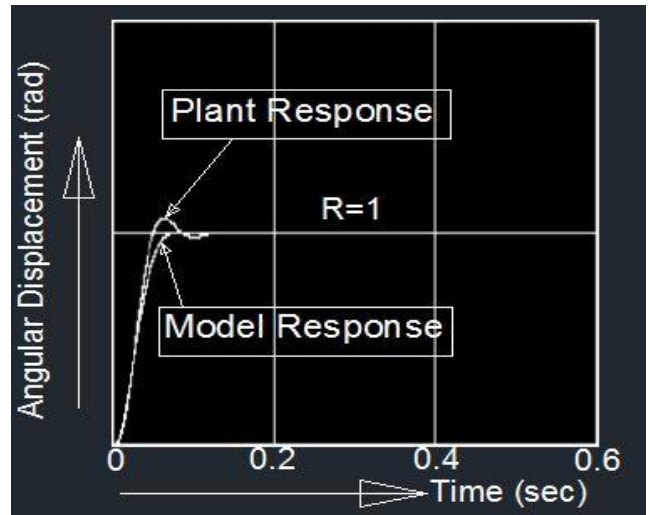 Angular Displacement (rad)
Plant Response
R=1
Model Response
0 0.2 0.4 0.6
Time (sec)